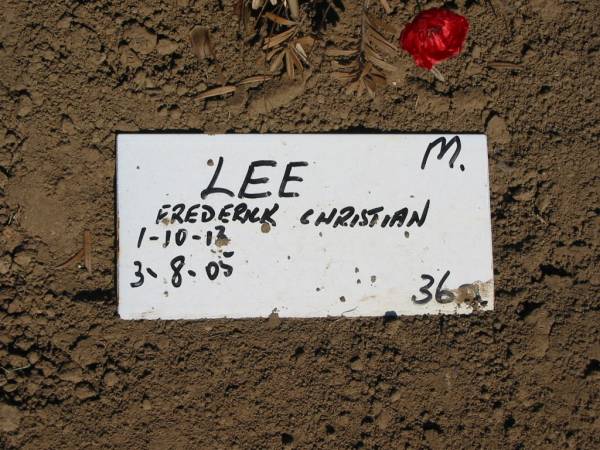 M.
LEE
FREDERICK CHRISTIAN
1-10-13
3-8-05
36